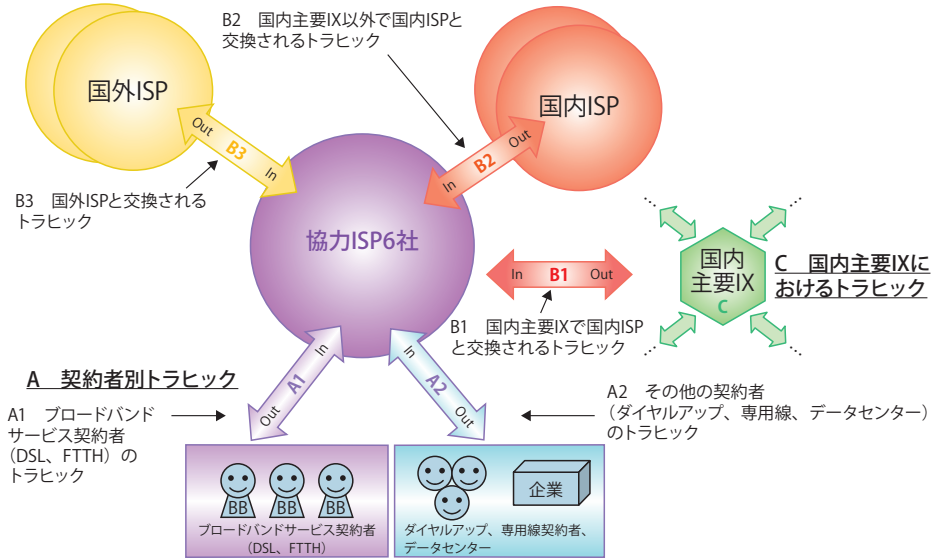 B2 国内主要IX以外で国内ISPと
交換されるトラヒック
国外ISP
国内ISP
Out
B3
In
Out
B2
In
B3 国外ISPと交換される
トラヒック
協力ISP6社
In
B1
Out
国内
主要IX
C
C 国内主要IXに
おけるトラヒック
B1 国内主要IXで国内ISP
と交換されるトラヒック
A 契約者別トラヒック
In
A1
Out
In
A2
Out
A1 ブロードバンド
サービス契約者
(DSL、FTTH)の
トラヒック
A2 その他の契約者
(ダイヤルアップ、専用線、データセンター)
のトラヒック
BB
BB
BB
ブロードバンドサービス契約者
(DSL、FTTH)
企業
ダイヤルアップ、専用線契約者、
データセンター